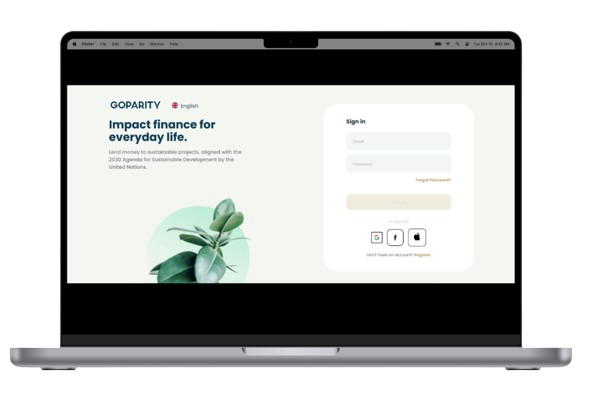 Finder File Edit View Go Window Help
GOPARITY
English
Impact finance for
everyday life.
Lend money to sustainable projects, aligned with the
2030 Agenda for Sustainable Development by the
United Nations.
Sign in
Email
Password
Forgot Password?
or sign with
Don't have an account? Register